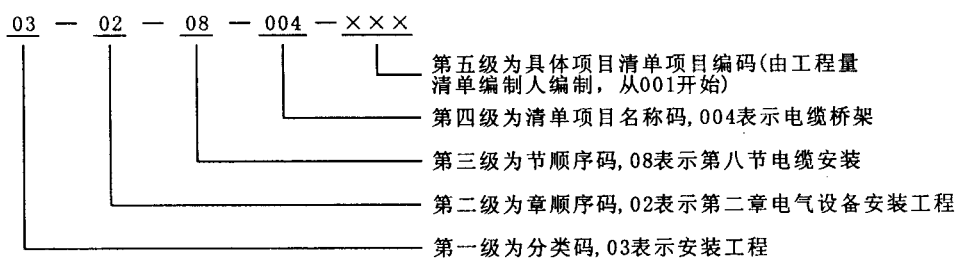 03－02－08－004－×××
第五级为具体项目清单项目编码(由工程量
清单编制人编制，从001开始)
第四级为清单项目名称码,004表示电缆桥架
第三级为节顺序码,08表示第八节电缆安装
第二级为章顺序码,02表示第二章电气设备安装工程
第一级为分类码,03表示安装工程